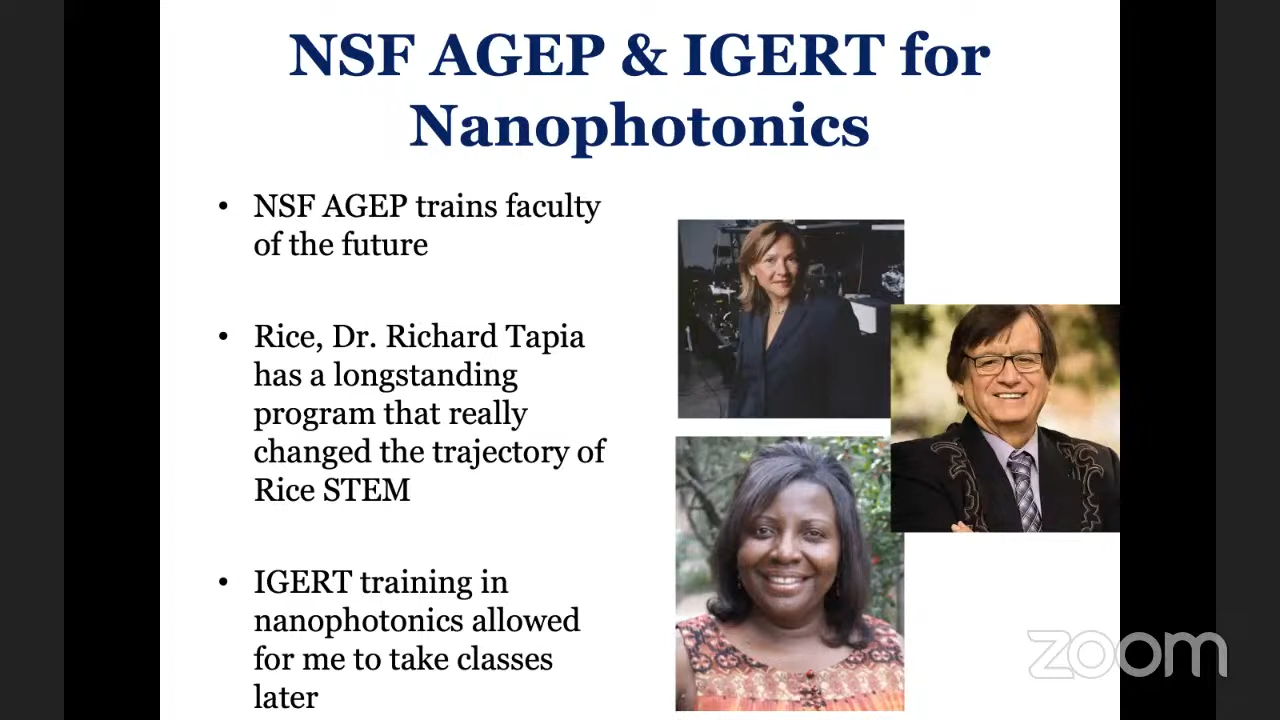 NSF AGEP & IGERT for
Nanophotonics
• NSF AGEP trains faculty
of the future
• Rice, Dr. Richard Tapia
has a longstanding
program that really
changed the trajectory of
Rice STEM
• IGERT training in
nanophotonics allowed
for me to take classes
later
zoom